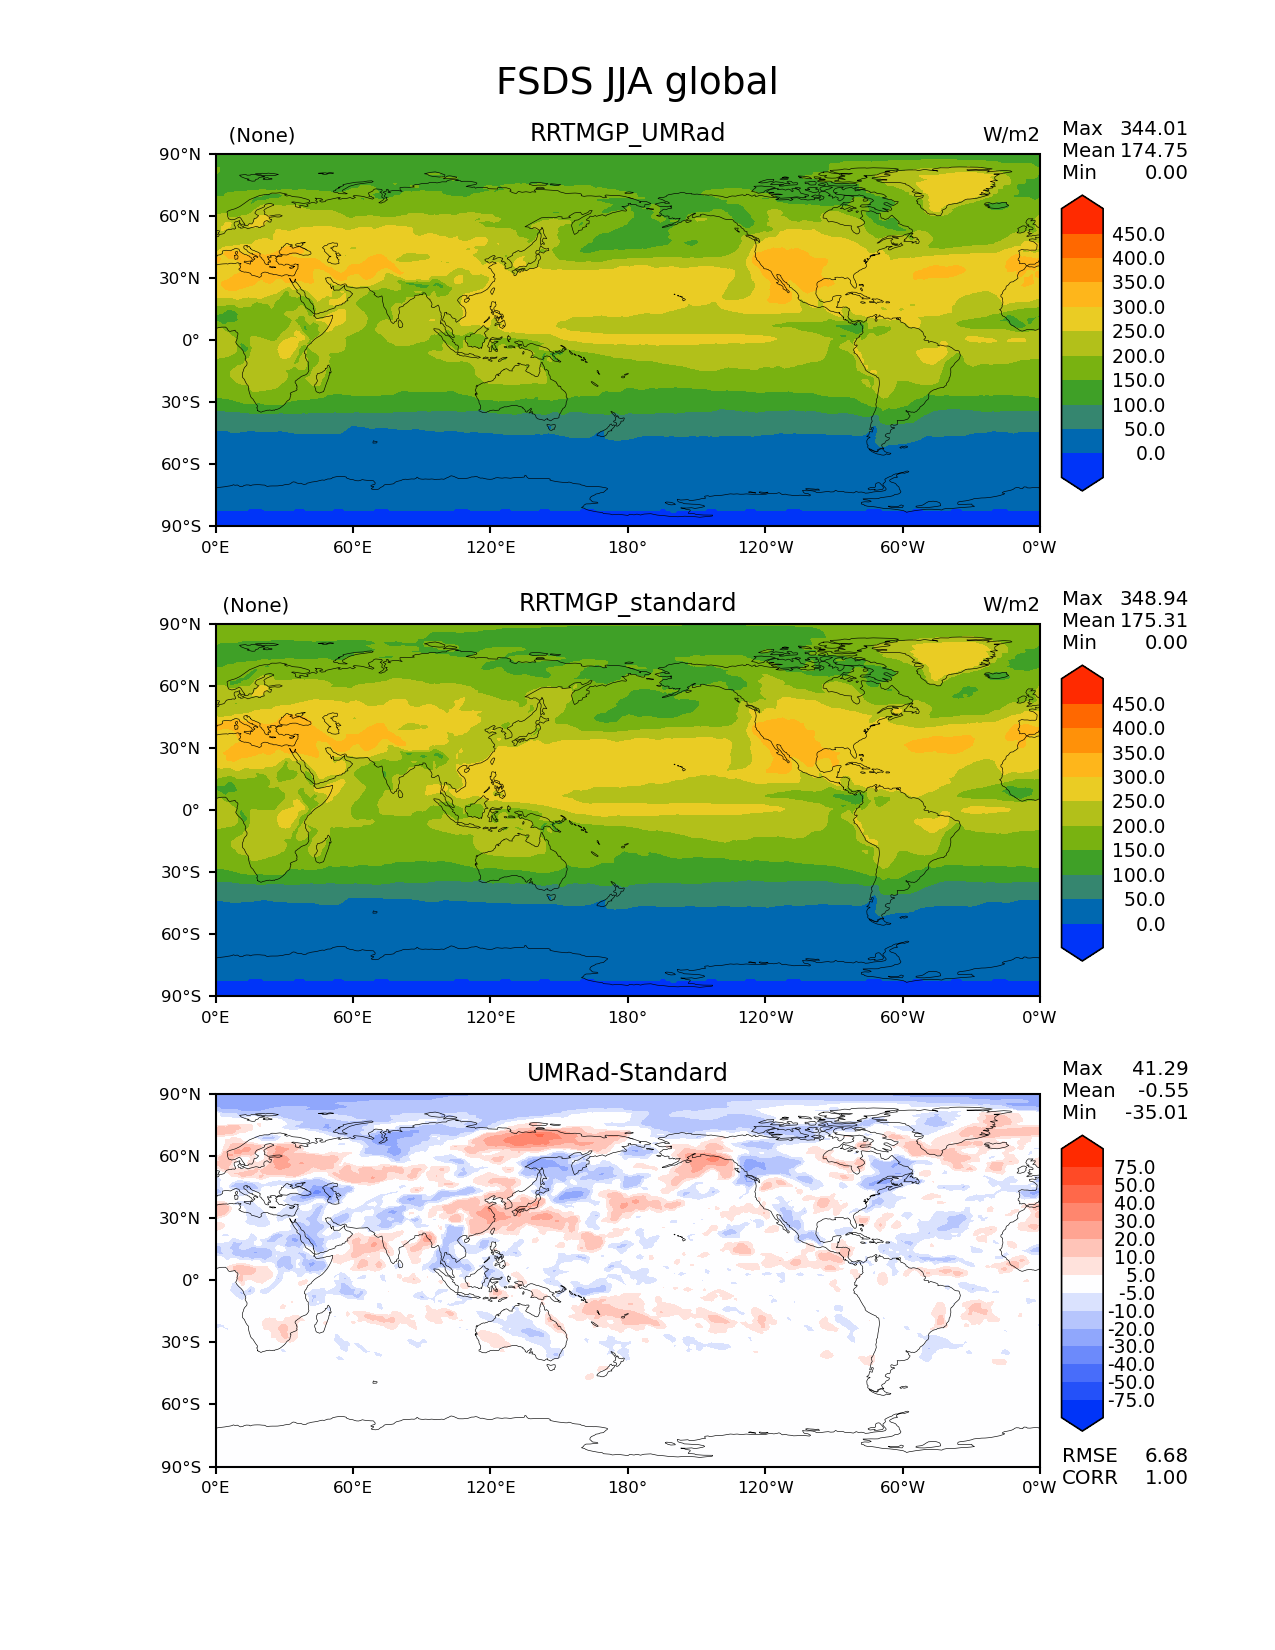 FSDS JJA global
(None) RRTMGP_UMRad W/m2
Max 344.01
Mean 174.75
Min 0.00
90°N
60°N
30°N
0°
30°S
60°S
90°S
0°E 60°E 120°E 180° 120°W 60°W 0°W
450.0
400.0
350.0
300.0
250.0
200.0
150.0
100.0
50.0
0.0
(None) RRTMGP_standard W/m2
Max 348.94
Mean 175.31
Min 0.00
90°N
60°N
30°N
0°
30°S
60°S
90°S
0°E 60°E 120°E 180° 120°W 60°W 0°W
450.0
400.0
350.0
300.0
250.0
200.0
150.0
100.0
50.0
0.0
UMRad-Standard
Max 41.29
Mean -0.55
Min -35.01
90°N
60°N
30°N
0°
30°S
60°S
90°S
0°E 60°E 120°E 180° 120°W 60°W 0°W
75.0
50.0
40.0
30.0
20.0
10.0
5.0
-5.0
-10.0
-20.0
-30.0
-40.0
-50.0
-75.0
RMSE 6.68
CORR 1.00